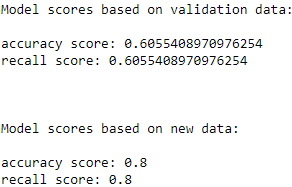 Model scores based on validation data:
accuracy score: 0.6055408970976254
recall score: 0.6055408970976254
Model scores based on new data:
accuracy score: 0.8
recall score: 0.8